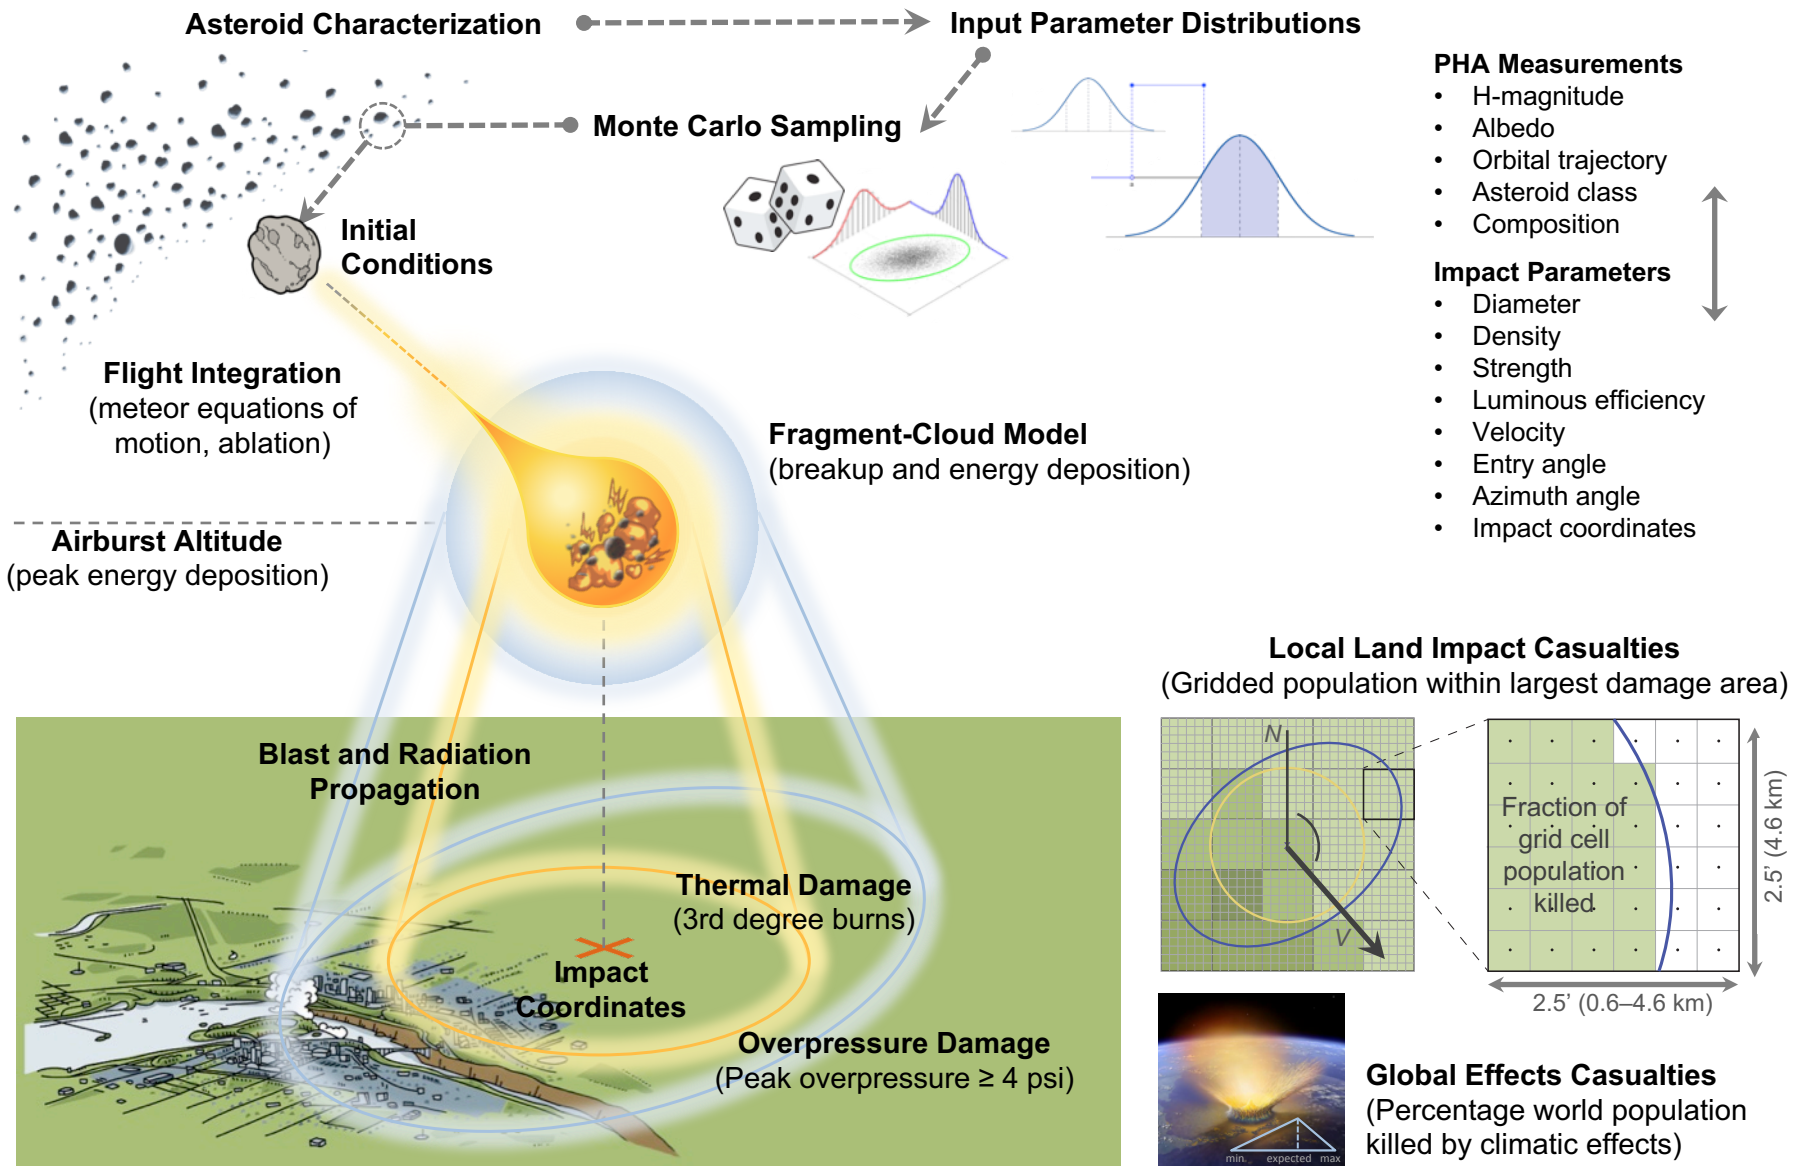 Asteroid Characterization
Input Parameter Distributions
Monte Carlo Sampling
PHA Measurements
• H-magnitude
• Albedo
• Orbital trajectory
• Asteroid class
• Composition
Impact Parameters
• Diameter
• Density
• Strength
• Luminous efficiency
• Velocity
• Entry angle
• Azimuth angle
• Impact coordinates
Initial
Conditions
Flight Integration
(meteor equations of
motion, ablation)
Fragment-Cloud Model
(breakup and energy deposition)
Airburst Altitude
(peak energy deposition)
Blast and Radiation
Propagation
Thermal Damage
(3rd degree burns)
Impact
Coordinates
Overpressure Damage
(Peak overpressure ≥ 4 psi)
Local Land Impact Casualties
(Gridded population within largest damage area)
N
V
Fraction of
grid cell
population
killed
2.5' (4.6 km)
2.5' (0.6–4.6 km)
Global Effects Casualties
(Percentage world population
killed by climatic effects)
min. expected max